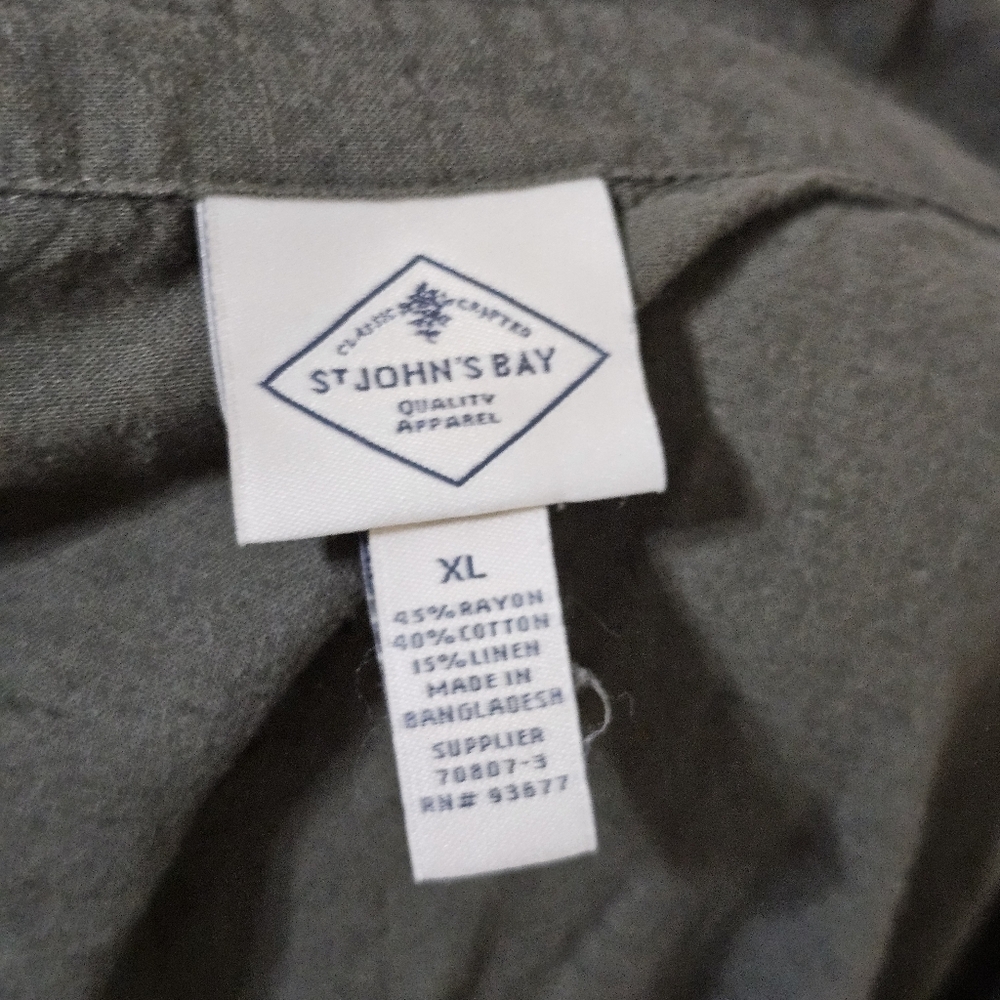 CLASSIC CRAFTED
ST JOHN'S BAY
QUALITY
APPAREL
XL
45% RAYON
40% COTTON
15% LINEN
MADE IN
BANGLADESH
SUPPLIER
70807-3
RN# 93677